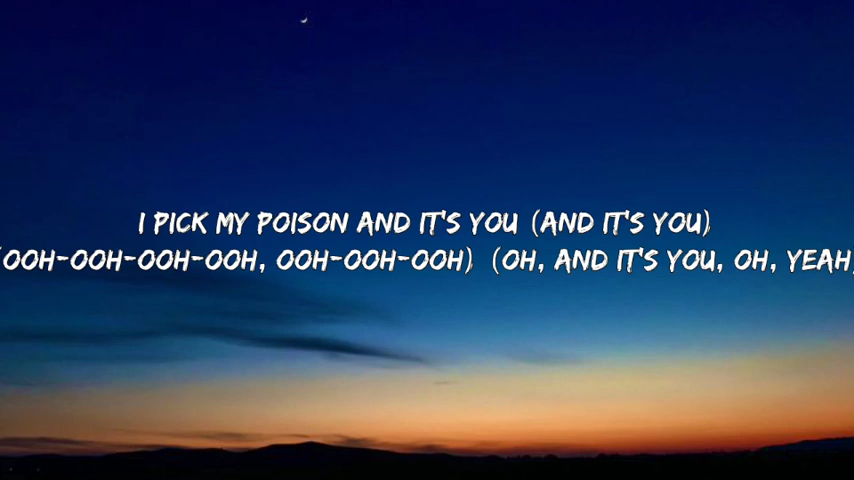 I PICK MY POISON AND IT'S YOU (AND IT'S YOU)
(OOH-OOH-OOH-OOH, OOH-OOH-OOH) (OH, AND IT'S YOU, OH, YEAH)